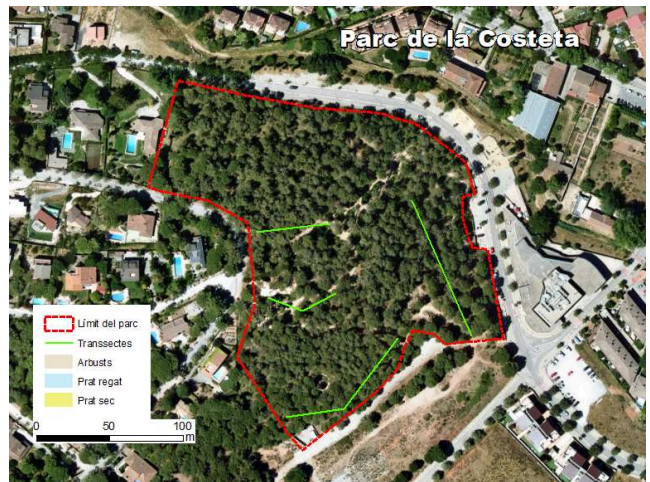 Parc de la Costeta
Límit del parc
Transsectes
Arbusts
Prat regat
Prat sec
0 50 100
m